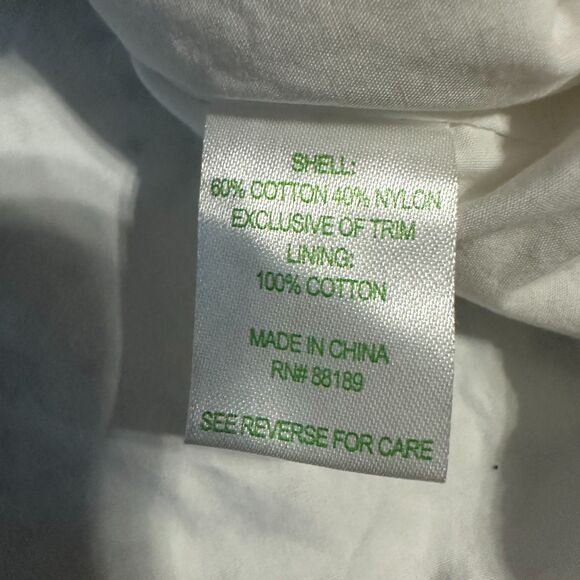 SHELL:
60% COTTON 40% NYLON
EXCLUSIVE OF TRIM
LINING:
100% COTTON
MADE IN CHINA
RN# 88189
SEE REVERSE FOR CARE